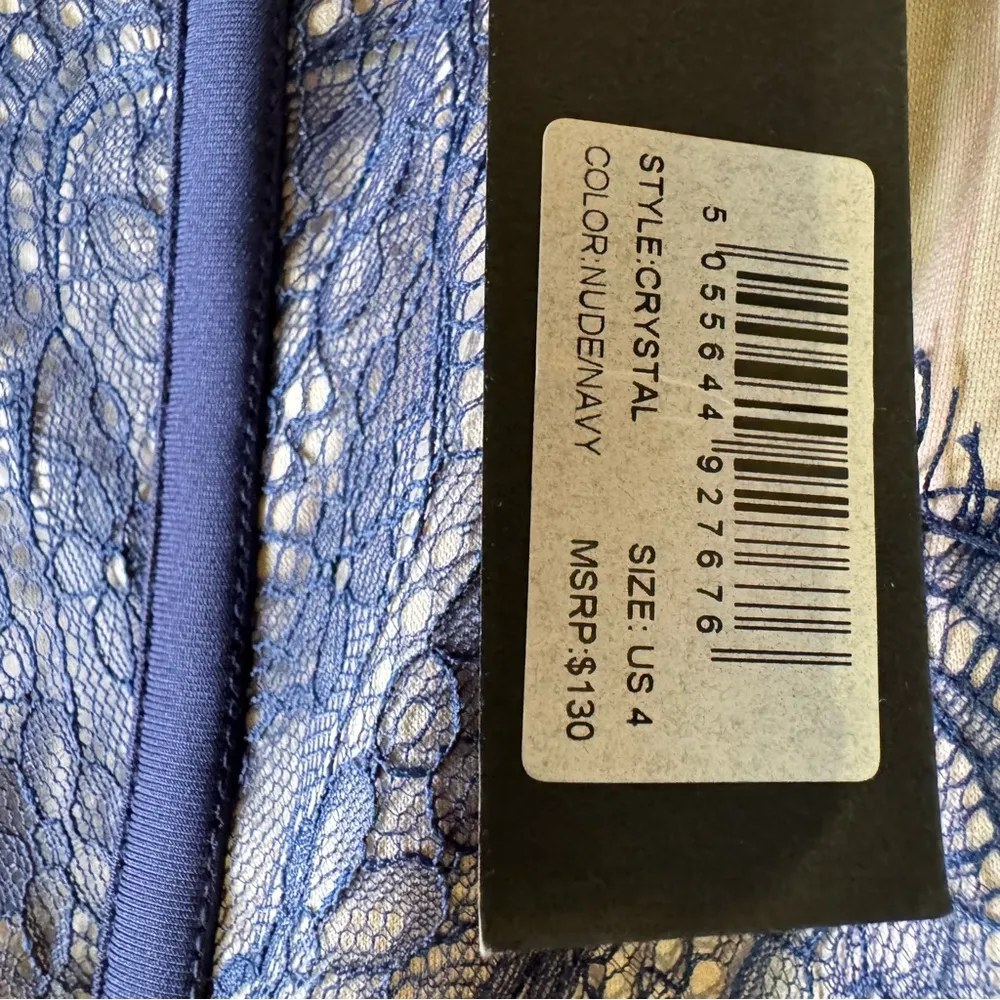 5 055644 927676
STYLE:CRYSTAL SIZE: US 4
COLOR:NUDE/NAVY MSRP:$130